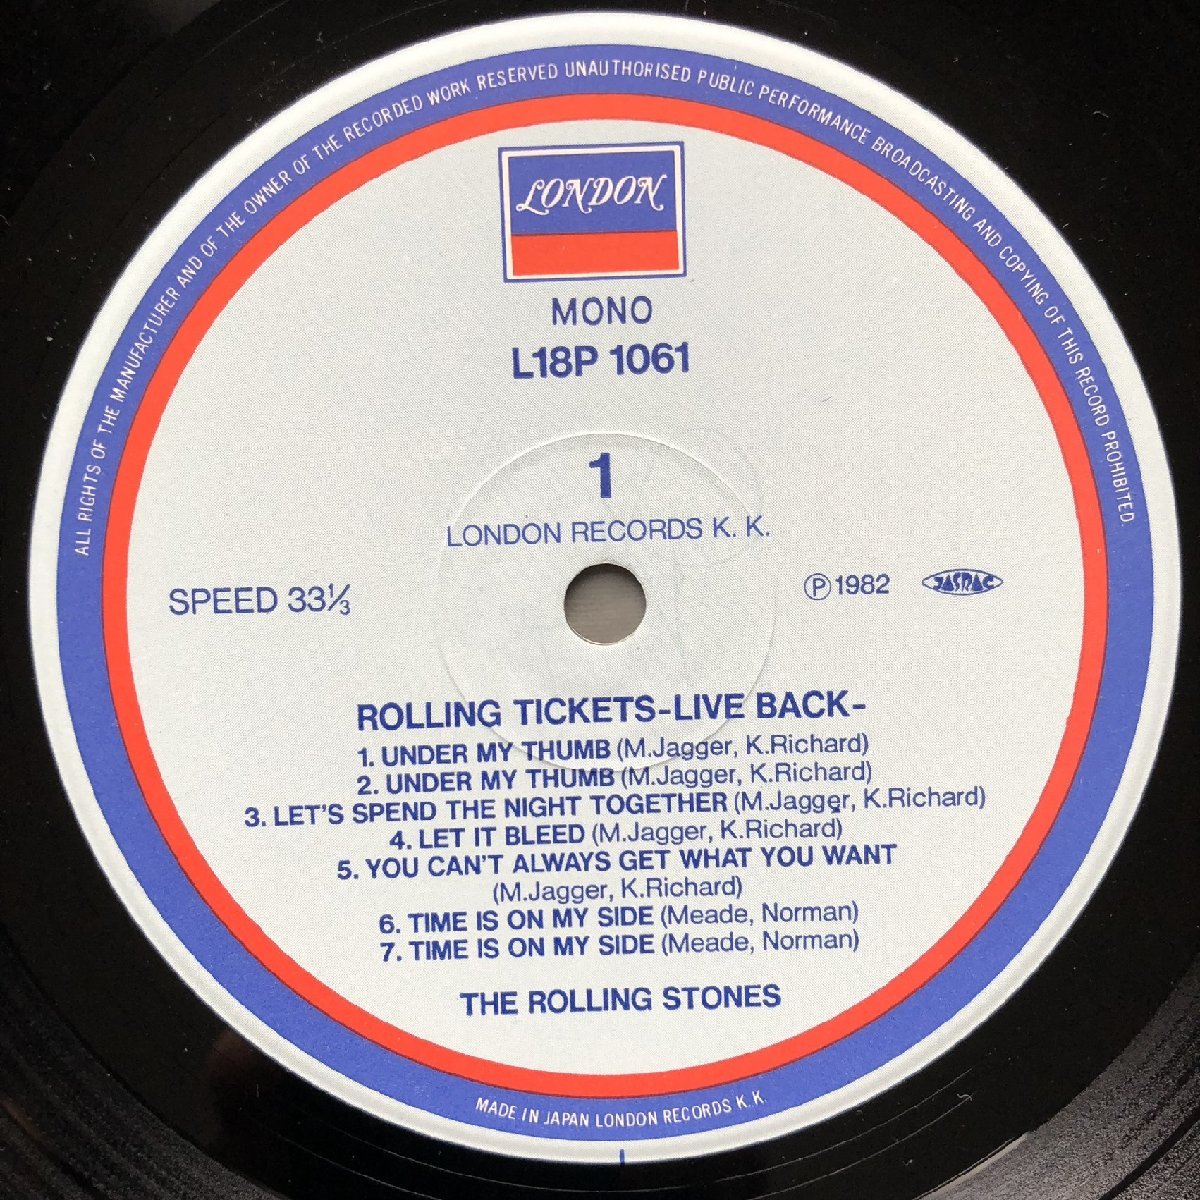 ALL RIGHTS OF THE MANUFACTURER AND OF THE OWNER OF THE RECORDED WORK RESERVED UNAUTHORISED PUBLIC PERFORMANCE BROADCASTING AND COPYING OF THIS RECORD PROHIBITED.
LONDON
MONO
L18P 1061
1
LONDON RECORDS K. K.
SPEED 33⅓
Ⓟ1982 JASRAC
ROLLING TICKETS-LIVE BACK-
1. UNDER MY THUMB (M.Jagger, K.Richard)
2. UNDER MY THUMB (M.Jagger, K.Richard)
3. LET'S SPEND THE NIGHT TOGETHER (M.Jagger, K.Richard)
4. LET IT BLEED (M.Jagger, K.Richard)
5. YOU CAN'T ALWAYS GET WHAT YOU WANT
(M.Jagger, K.Richard)
6. TIME IS ON MY SIDE (Meade, Norman)
7. TIME IS ON MY SIDE (Meade, Norman)
THE ROLLING STONES
MADE IN JAPAN LONDON RECORDS K.K.